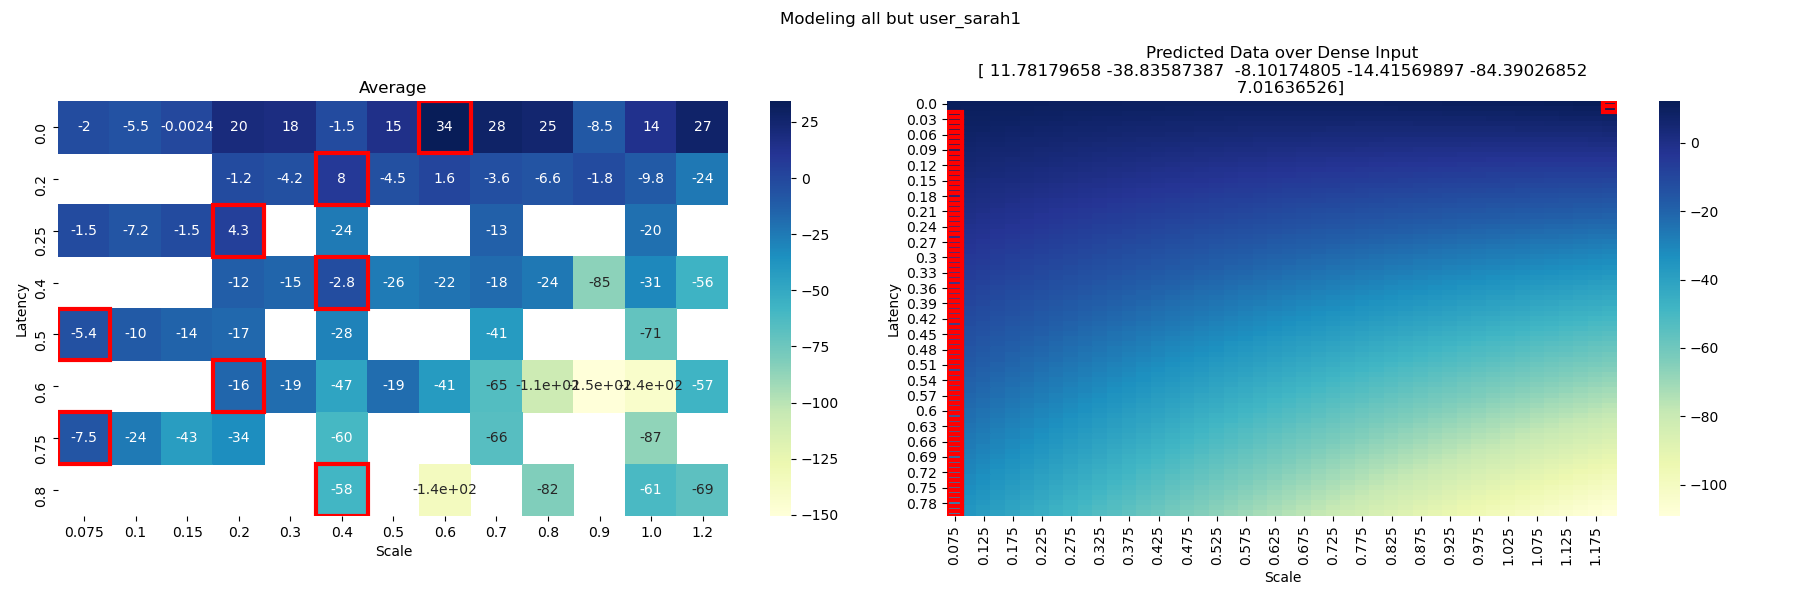 Modeling all but user_sarah1
Average
-2 -5.5 -0.0024 20 18 -1.5 15 34 28 25 -8.5 14 27
-1.2 -4.2 8 -4.5 1.6 -3.6 -6.6 -1.8 -9.8 -24
-1.5 -7.2 -1.5 4.3 -24 -13 -20
-12 -15 -2.8 -26 -22 -18 -24 -85 -31 -56
-5.4 -10 -14 -17 -28 -41 -71
-16 -19 -47 -19 -41 -65 -1.1e+02 -57
-7.5 -24 -43 -34 -60 -66 -87
-58 -1.4e+02 -82 -61 -69
0.0
0.2
0.25
0.4
0.5
0.6
0.75
0.8
Latency
0.075 0.1 0.15 0.2 0.3 0.4 0.5 0.6 0.7 0.8 0.9 1.0 1.2
Scale
25
0
−25
−50
−75
−100
−125
−150
Predicted Data over Dense Input
[ 11.78179658 -38.83587387  -8.10174805 -14.41569897 -84.39026852
7.01636526]
0.0
0.03
0.06
0.09
0.12
0.15
0.18
0.21
0.24
0.27
0.3
0.33
0.36
0.39
0.42
0.45
0.48
0.51
0.54
0.57
0.6
0.63
0.66
0.69
0.72
0.75
0.78
Latency
0.075 0.125 0.175 0.225 0.275 0.325 0.375 0.425 0.475 0.525 0.575 0.625 0.675 0.725 0.775 0.825 0.875 0.925 0.975 1.025 1.075 1.125 1.175
Scale
0
−20
−40
−60
−80
−100